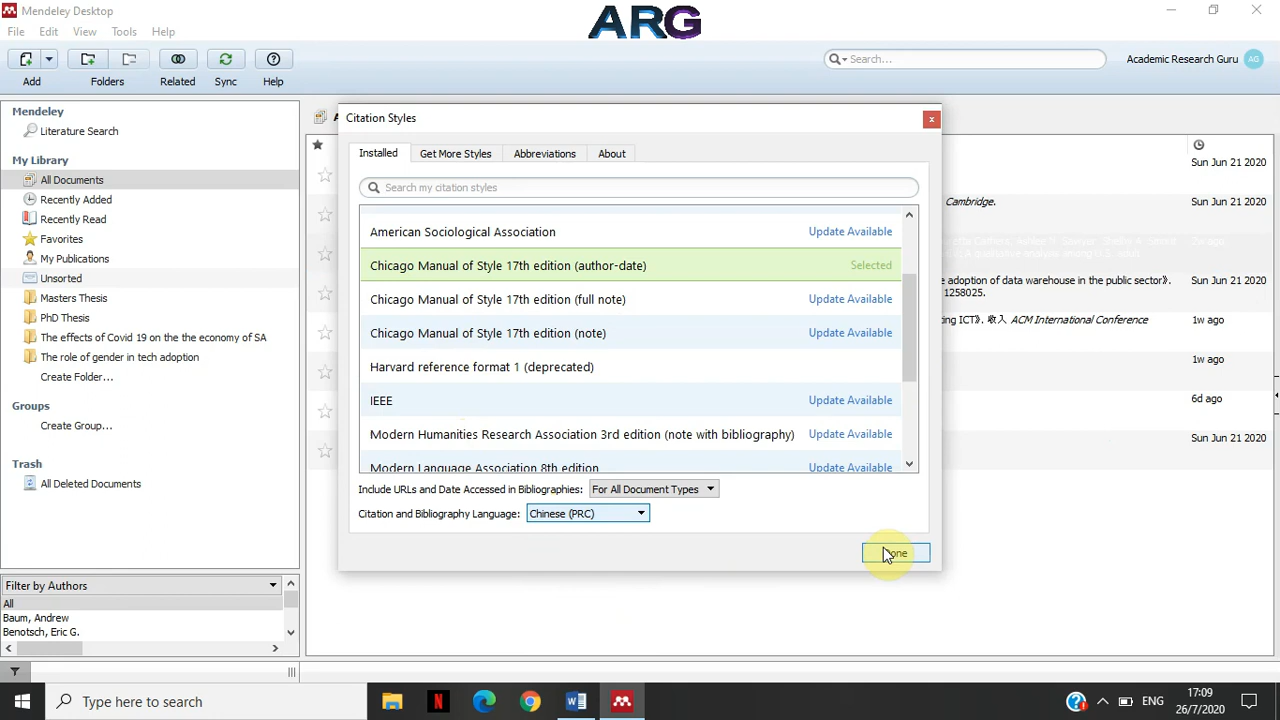 Mendeley Desktop
ARG
File Edit View Tools Help
Search...
Academic Research Guru AG
Add Folders Related Sync Help
Mendeley
Literature Search
My Library
All Documents
Recently Added
Recently Read
Favorites
My Publications
Unsorted
Masters Thesis
PhD Thesis
The effects of Covid 19 on the the economy of SA
The role of gender in tech adoption
Create Folder...
Groups
Create Group...
Trash
All Deleted Documents
Filter by Authors
All
Baum, Andrew
Benotsch, Eric G.
Citation Styles
x
Installed Get More Styles Abbreviations About
Search my citation styles
American Sociological Association Update Available
Chicago Manual of Style 17th edition (author-date) Selected
Chicago Manual of Style 17th edition (full note) Update Available
Chicago Manual of Style 17th edition (note) Update Available
Harvard reference format 1 (deprecated)
IEEE Update Available
Modern Humanities Research Association 3rd edition (note with bibliography) Update Available
Modern Language Association 8th edition Update Available
Include URLs and Date Accessed in Bibliographies: For All Document Types
Citation and Bibliography Language: Chinese (PRC)
Sun Jun 21 2020
Cambridge. Sun Jun 21 2020
adoption of data warehouse in the public sector》. Sun Jun 21 2020
1258025.
ing ICT》. 收入 ACM International Conference 1w ago
1w ago
6d ago
Sun Jun 21 2020
Type here to search
ENG
17:09
26/7/2020